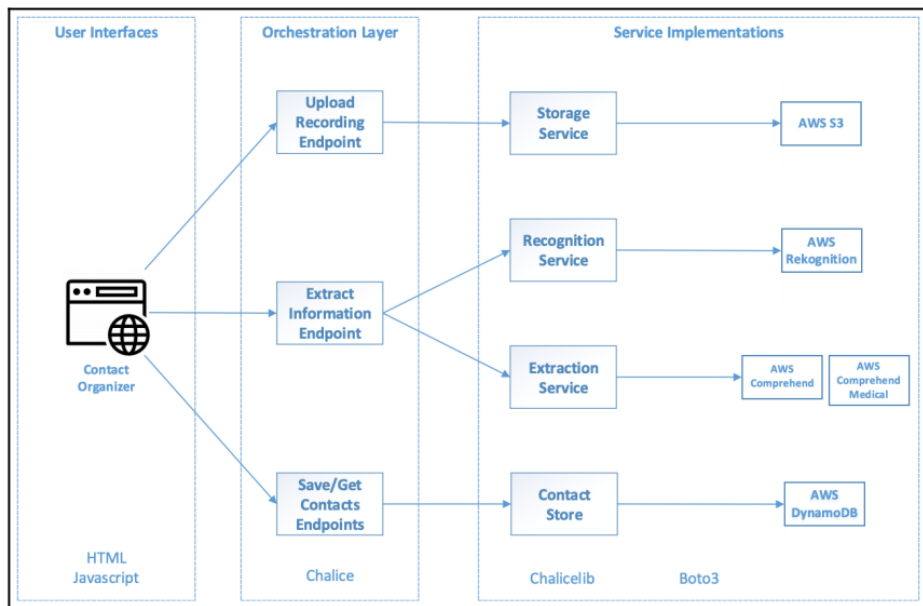 User Interfaces
Orchestration Layer
Service Implementations
Upload
Recording
Endpoint
Storage
Service
AWS S3
Recognition
Service
AWS
Rekognition
Extract
Information
Endpoint
Contact
Organizer
Extraction
Service
AWS
Comprehend
AWS
Comprehend
Medical
Save/Get
Contacts
Endpoints
Contact
Store
AWS
DynamoDB
HTML
Javascript
Chalice
Chalicelib
Boto3